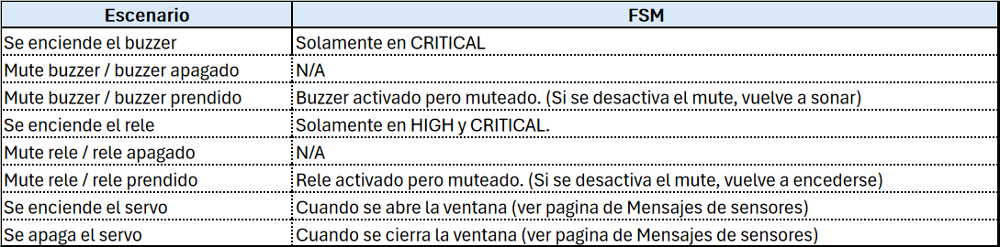 Escenario FSM
Se enciende el buzzer Solamente en CRITICAL
Mute buzzer / buzzer apagado N/A
Mute buzzer / buzzer prendido Buzzer activado pero muteado. (Si se desactiva el mute, vuelve a sonar)
Se enciende el rele Solamente en HIGH y CRITICAL.
Mute rele / rele apagado N/A
Mute rele / rele prendido Rele activado pero muteado. (Si se desactiva el mute, vuelve a encederse)
Se enciende el servo Cuando se abre la ventana (ver pagina de Mensajes de sensores)
Se apaga el servo Cuando se cierra la ventana (ver pagina de Mensajes de sensores)